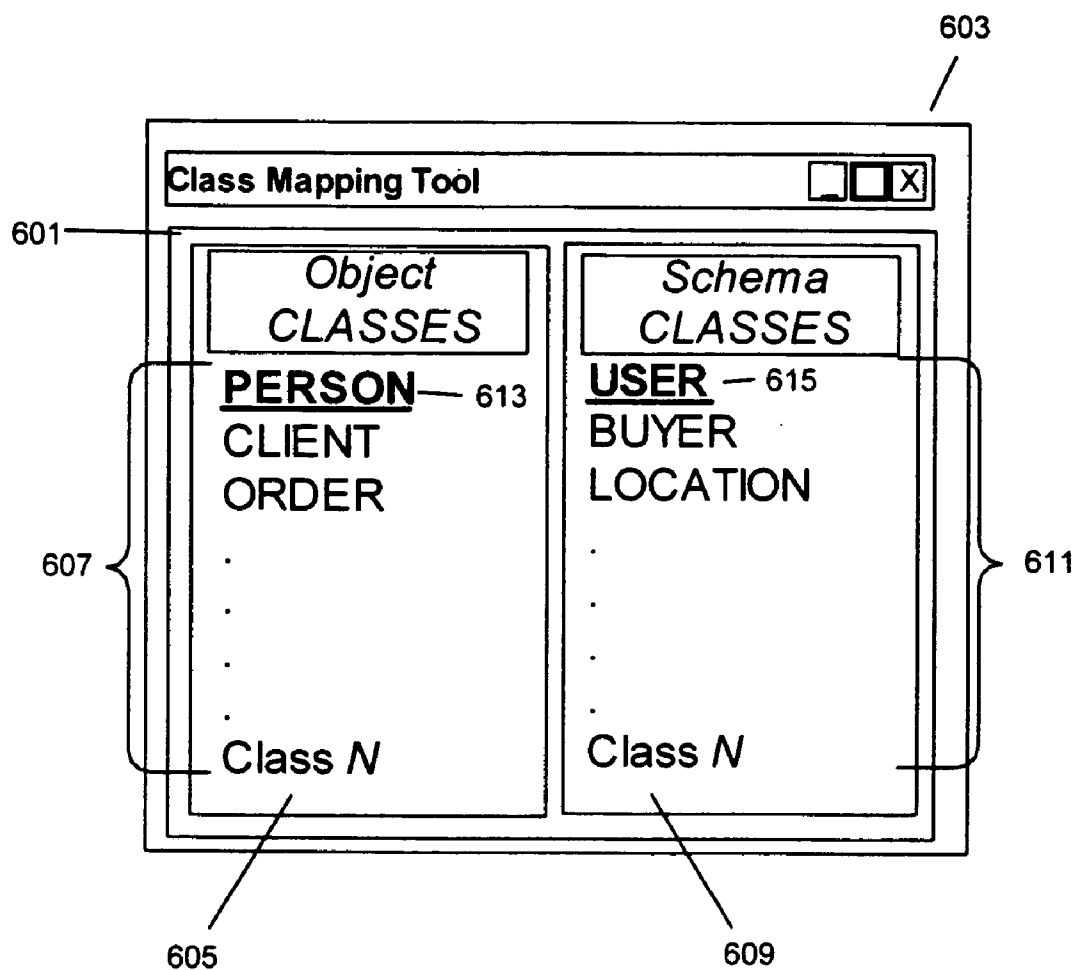 603
Class Mapping Tool
_ X
601
Object
CLASSES
PERSON 613
CLIENT
ORDER
.
.
.
.
Class N
607
Schema
CLASSES
USER 615
BUYER
LOCATION
.
.
.
.
Class N
611
605
609